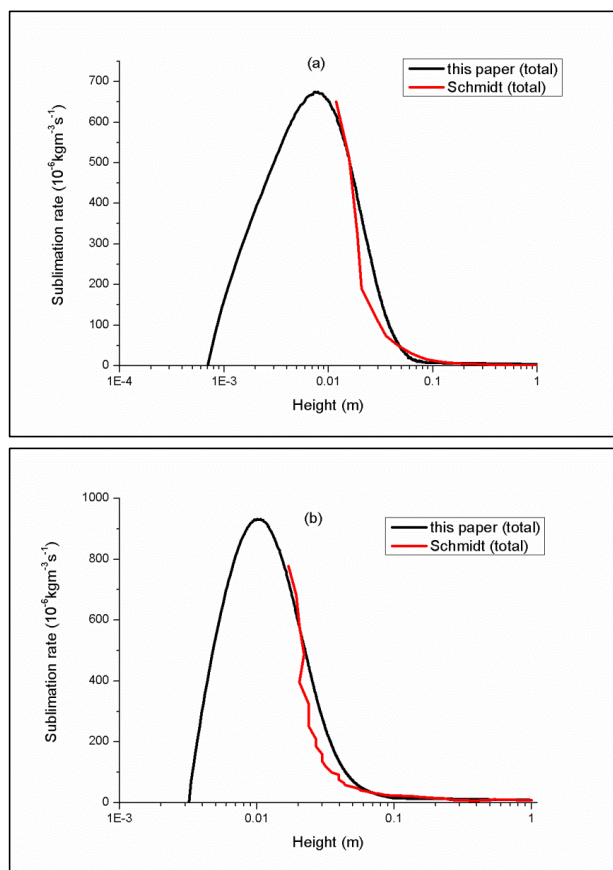 (a)
this paper (total)
Schmidt (total)
700
600
500
400
300
200
100
0
Sublimation rate (10⁻⁶kgm⁻³s⁻¹)
1E-4 1E-3 0.01 0.1 1
Height (m)
(b)
this paper (total)
Schmidt (total)
1000
800
600
400
200
0
Sublimation rate (10⁻⁶kgm⁻³s⁻¹)
1E-3 0.01 0.1 1
Height (m)